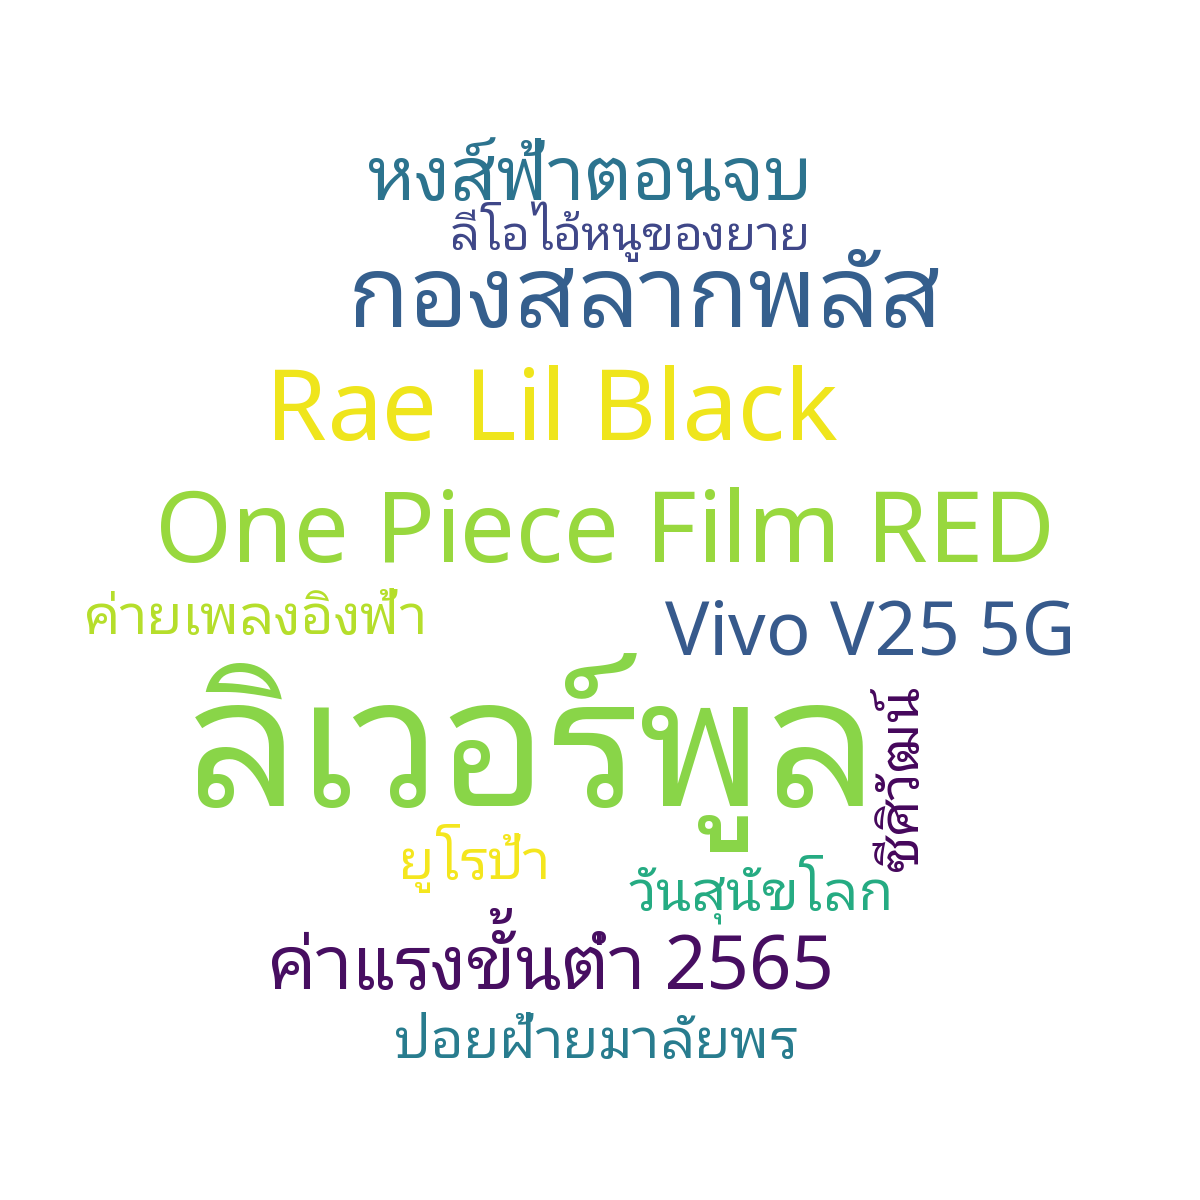 หงส์ฟ้าตอนจบ
ลีโอไอ้หนูของยาย
กองสลากพลัส
Rae Lil Black
One Piece Film RED
ค่ายเพลงอิงฟ้า
Vivo V25 5G
ลิเวอร์พูล
ซีศิวัฒน์
ยูโรป้า
วันสุนัขโลก
ค่าแรงขั้นต่ำ 2565
ปอยฝ้ายมาลัยพร